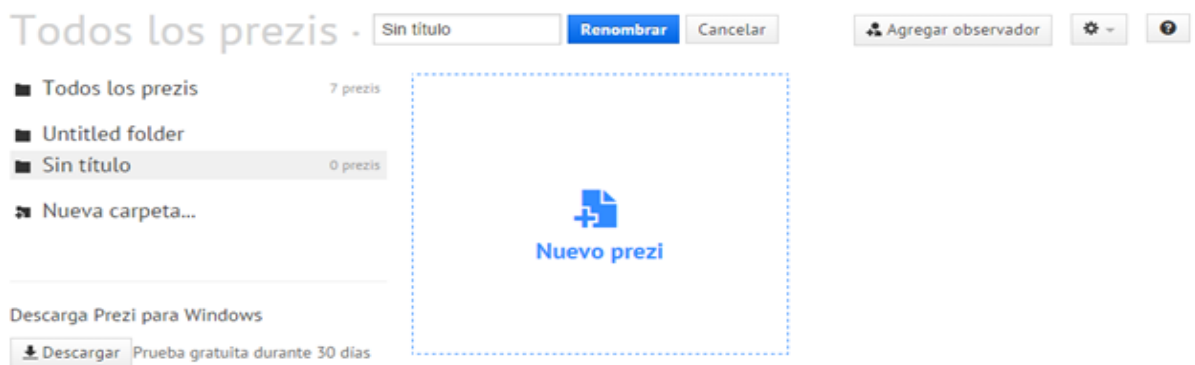 Todos los prezis · Sin título Renombrar Cancelar Agregar observador
Todos los prezis 7 prezis
Untitled folder
Sin título 0 prezis
Nueva carpeta...
Nuevo prezi
Descarga Prezi para Windows
Descargar Prueba gratuita durante 30 días